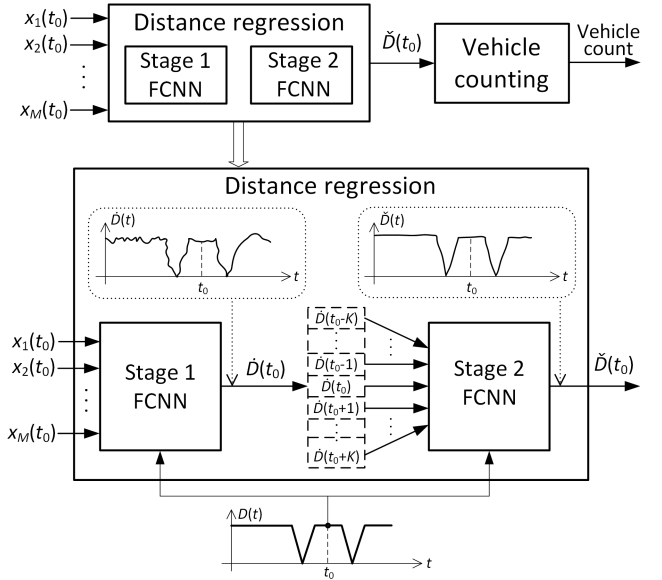 x1(t0)
x2(t0)
⋮
xM(t0)
Distance regression
Stage 1
FCNN
Stage 2
FCNN
Ď(t0)
Vehicle
counting
Vehicle
count
Distance regression
Ḋ(t)
t0
t
Ď(t)
t0
t
x1(t0)
x2(t0)
⋮
xM(t0)
Stage 1
FCNN
Ḋ(t0)
Ḋ(t0-K)
⋮
Ḋ(t0-1)
Ḋ(t0)
Ḋ(t0+1)
⋮
Ḋ(t0+K)
⋮
⋮
Stage 2
FCNN
Ď(t0)
D(t)
t0
t